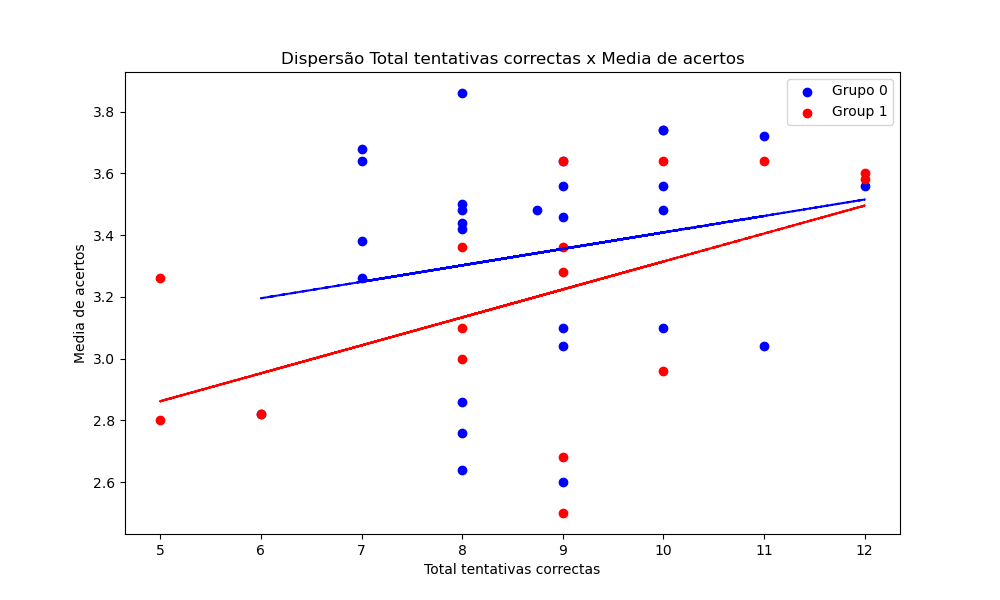 Dispersão Total tentativas correctas x Media de acertos
Grupo 0
Group 1
3.8
3.6
3.4
3.2
3.0
2.8
2.6
Media de acertos
5 6 7 8 9 10 11 12
Total tentativas correctas